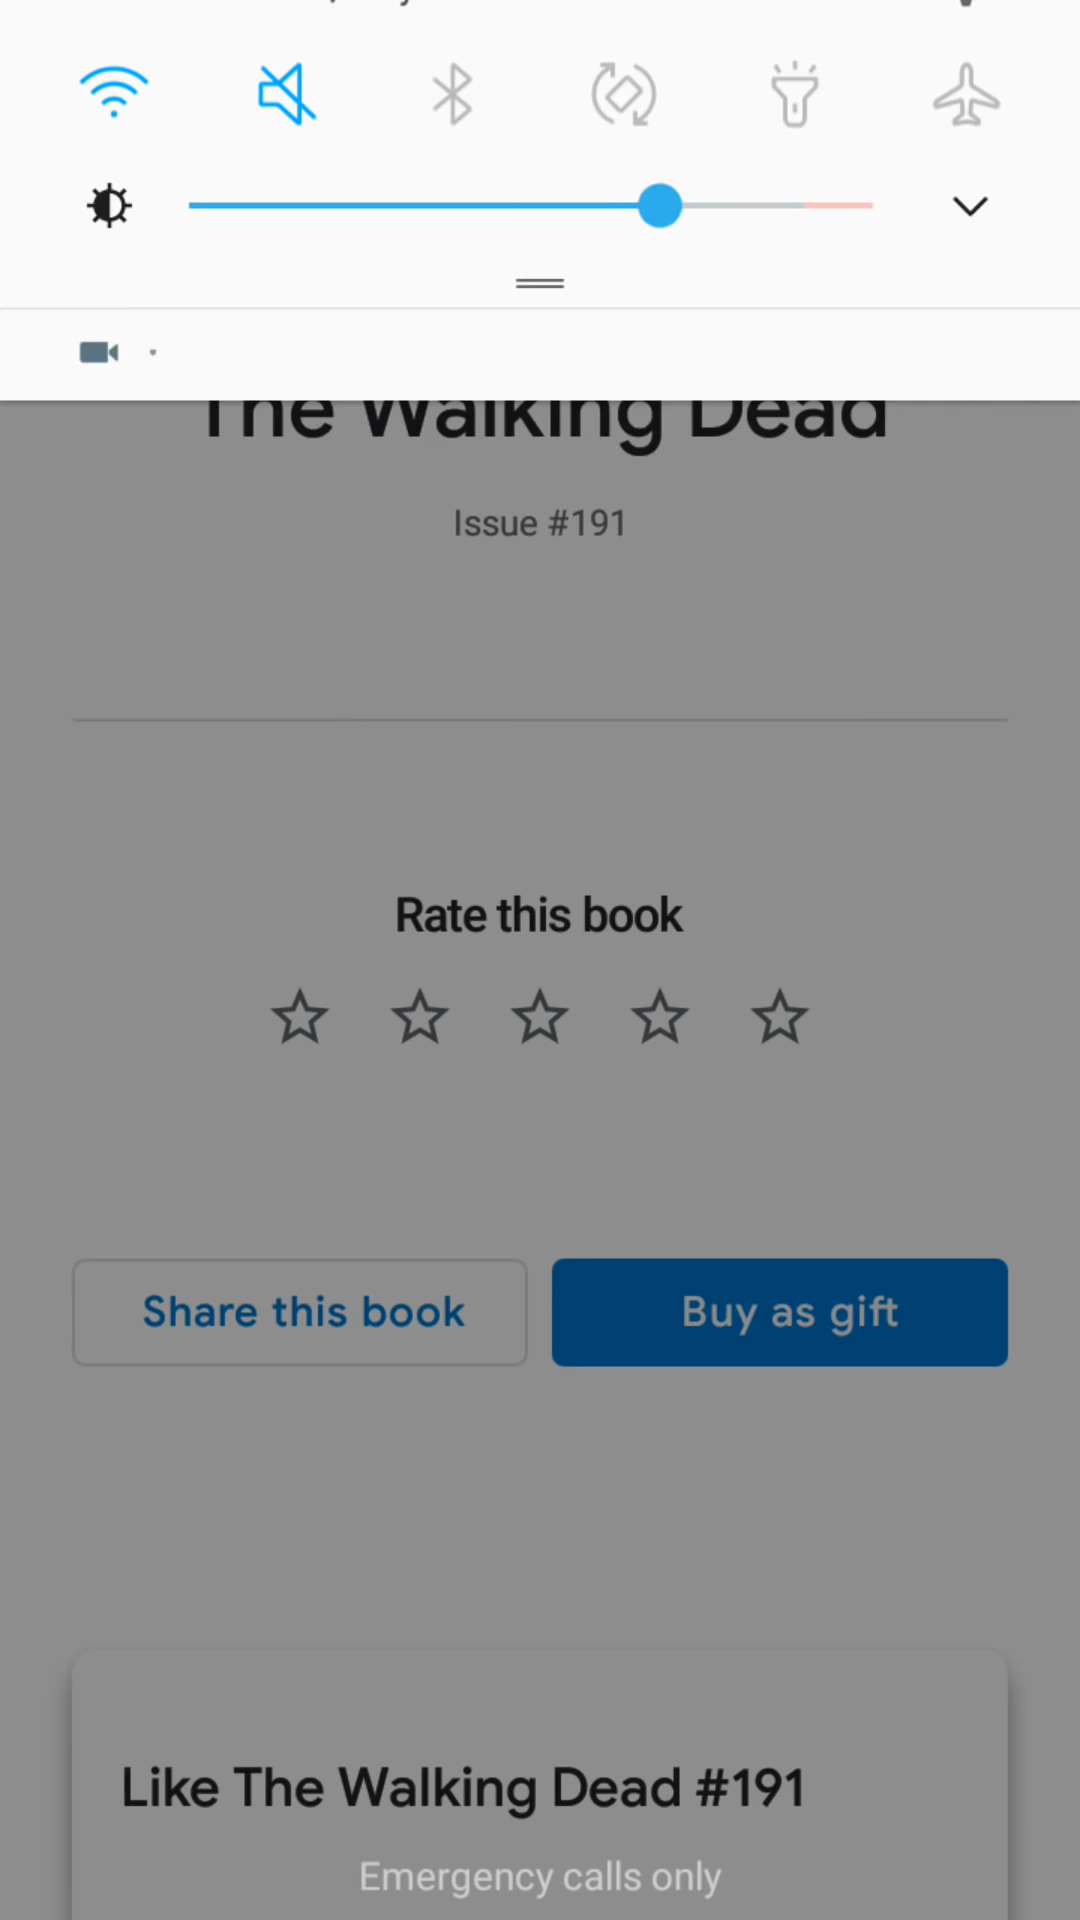 The Walking Dead
Issue #191
Rate this book
Share this book
Buy as gift
Like The Walking Dead #191
Emergency calls only